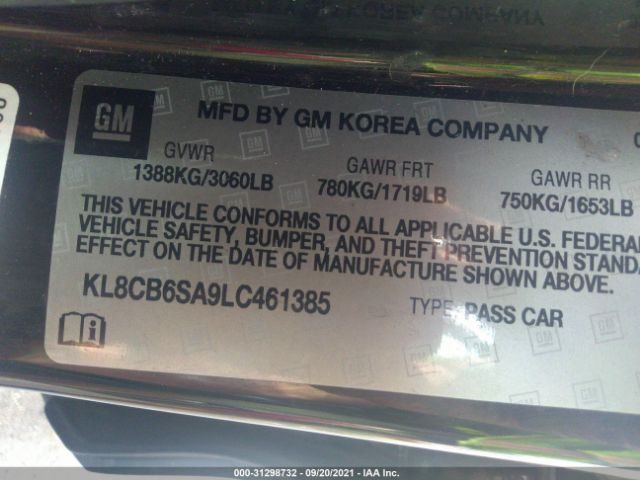 GM
MFD BY GM KOREA COMPANY
GVWR
1388KG/3060LB
GAWR FRT
780KG/1719LB
GAWR RR
750KG/1653LB
THIS VEHICLE CONFORMS TO ALL APPLICABLE U.S. FEDERAL
VEHICLE SAFETY, BUMPER, AND THEFT PREVENTION STANDA
EFFECT ON THE DATE OF MANUFACTURE SHOWN ABOVE.
KL8CB6SA9LC461385
TYPE: PASS CAR
000-31298732 - 09/20/2021 - IAA Inc.